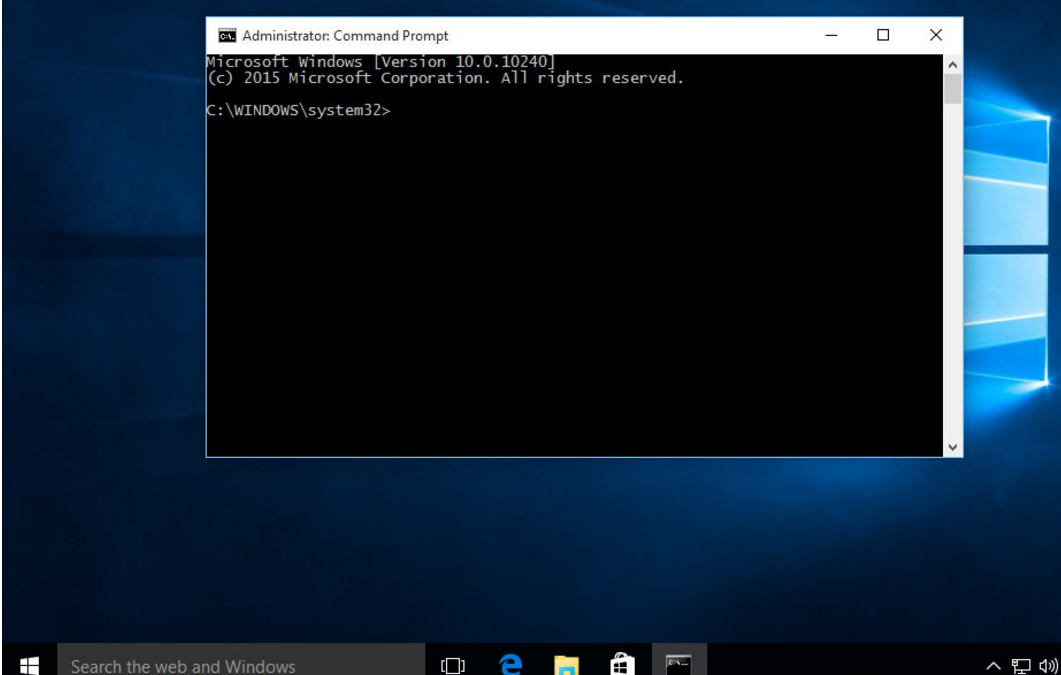 Administrator: Command Prompt
Microsoft Windows [Version 10.0.10240]
(c) 2015 Microsoft Corporation. All rights reserved.
C:\WINDOWS\system32>
Search the web and Windows